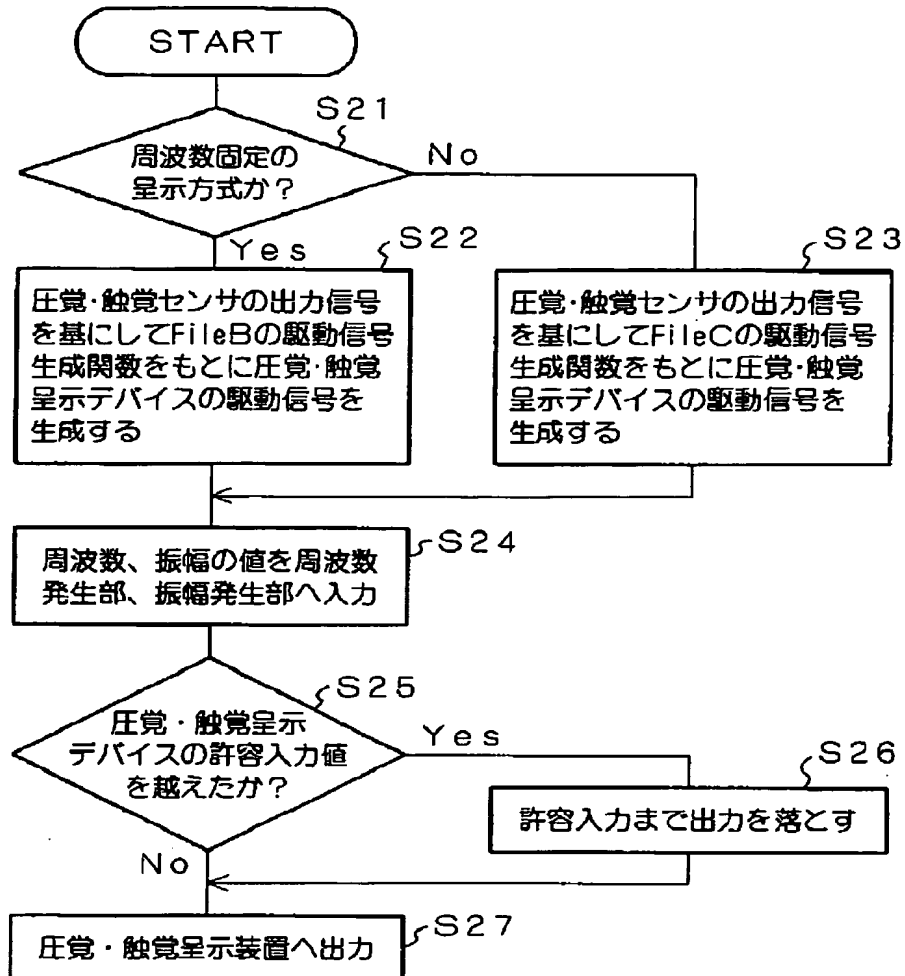 START
S21
周波数固定の
呈示方式か？
No
Yes
S22
圧覚・触覚センサの出力信号
を基にしてFileBの駆動信号
生成関数をもとに圧覚・触覚
呈示デバイスの駆動信号を
生成する
S23
圧覚・触覚センサの出力信号
を基にしてFileCの駆動信号
生成関数をもとに圧覚・触覚
呈示デバイスの駆動信号を
生成する
S24
周波数、振幅の値を周波数
発生部、振幅発生部へ入力
S25
圧覚・触覚呈示
デバイスの許容入力値
を越えたか？
Yes
S26
許容入力まで出力を落とす
No
S27
圧覚・触覚呈示装置へ出力